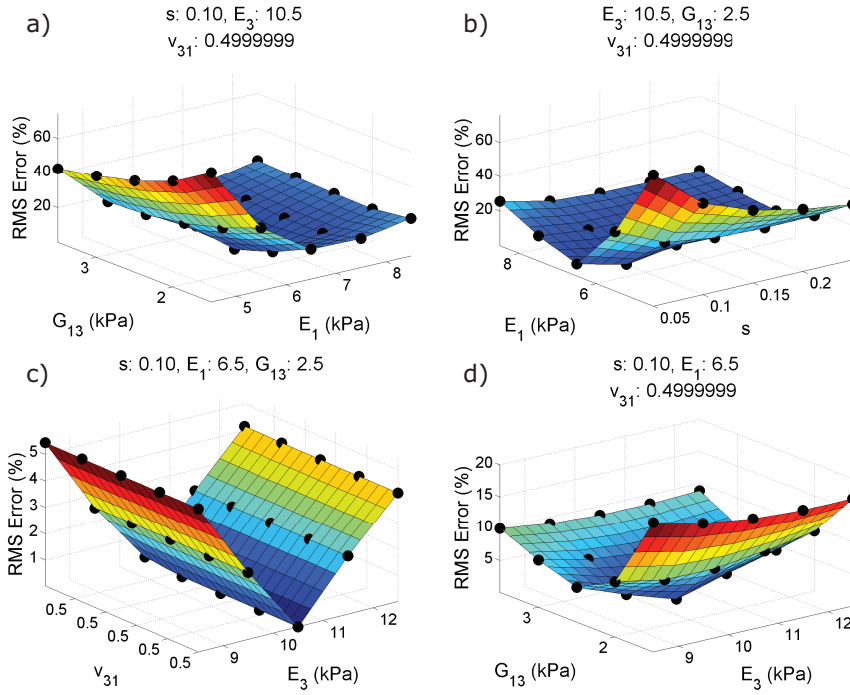 a)
s: 0.10, E3: 10.5
v31: 0.4999999
RMS Error (%)
60
40
20
3
2
G13 (kPa)
5
6
7
8
E1 (kPa)
b)
E3: 10.5, G13: 2.5
v31: 0.4999999
RMS Error (%)
60
40
20
8
6
E1 (kPa)
0.05
0.1
0.15
0.2
s
c)
s: 0.10, E1: 6.5, G13: 2.5
RMS Error (%)
5
4
3
2
1
0.5
0.5
0.5
0.5
0.5
v31
9
10
11
12
E3 (kPa)
d)
s: 0.10, E1: 6.5
v31: 0.4999999
RMS Error (%)
20
15
10
5
3
2
G13 (kPa)
9
10
11
12
E3 (kPa)